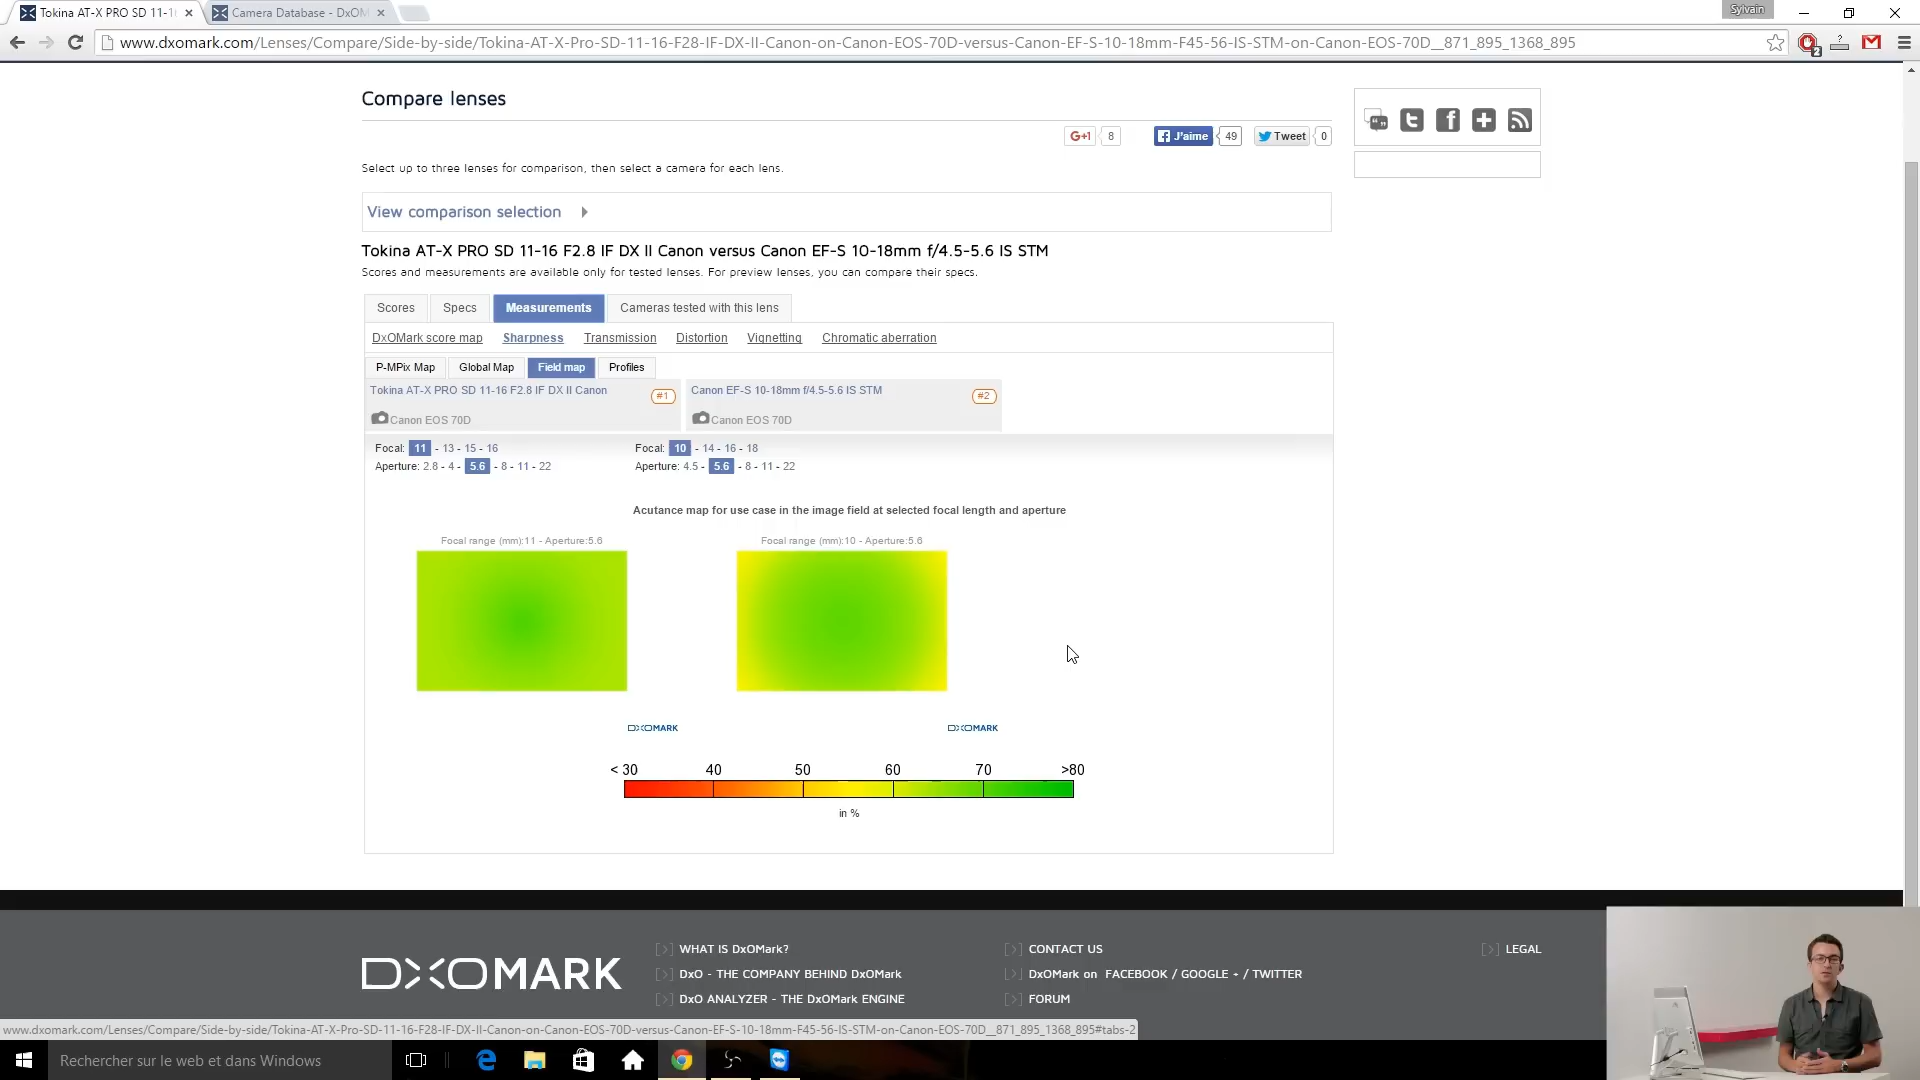 Tokina AT-X PRO SD 11-1
Camera Database - DxOM
Sylvain
www.dxomark.com/Lenses/Compare/Side-by-side/Tokina-AT-X-Pro-SD-11-16-F28-IF-DX-II-Canon-on-Canon-EOS-70D-versus-Canon-EF-S-10-18mm-F45-56-IS-STM-on-Canon-EOS-70D__871_895_1368_895
2
Compare lenses
G+1 8 J'aime 49 Tweet 0
Select up to three lenses for comparison, then select a camera for each lens.
View comparison selection
Tokina AT-X PRO SD 11-16 F2.8 IF DX II Canon versus Canon EF-S 10-18mm f/4.5-5.6 IS STM
Scores and measurements are available only for tested lenses. For preview lenses, you can compare their specs.
Scores Specs Measurements Cameras tested with this lens
DxOMark score map Sharpness Transmission Distortion Vignetting Chromatic aberration
P-MPix Map Global Map Field map Profiles
Tokina AT-X PRO SD 11-16 F2.8 IF DX II Canon #1 Canon EF-S 10-18mm f/4.5-5.6 IS STM #2
Canon EOS 70D Canon EOS 70D
Focal: 11 - 13 - 15 - 16 Focal: 10 - 14 - 16 - 18
Aperture: 2.8 - 4 - 5.6 - 8 - 11 - 22 Aperture: 4.5 - 5.6 - 8 - 11 - 22
Acutance map for use case in the image field at selected focal length and aperture
Focal range (mm):11 - Aperture:5.6 Focal range (mm):10 - Aperture:5.6
DXOMARK DXOMARK
< 30 40 50 60 70 >80
in %
DXOMARK
WHAT IS DxOMark? CONTACT US LEGAL
DxO - THE COMPANY BEHIND DxOMark DxOMark on FACEBOOK / GOOGLE + / TWITTER
DxO ANALYZER - THE DxOMark ENGINE FORUM
www.dxomark.com/Lenses/Compare/Side-by-side/Tokina-AT-X-Pro-SD-11-16-F28-IF-DX-II-Canon-on-Canon-EOS-70D-versus-Canon-EF-S-10-18mm-F45-56-IS-STM-on-Canon-EOS-70D__871_895_1368_895#tabs-2
Rechercher sur le web et dans Windows